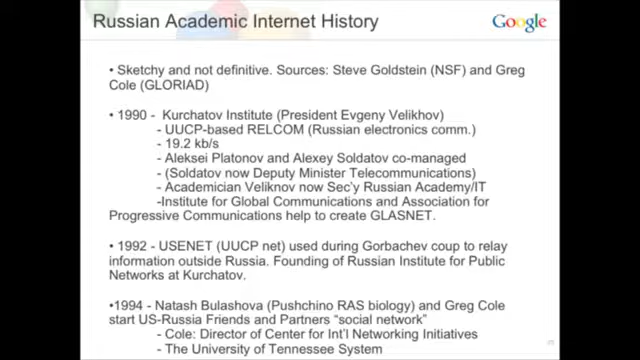 Russian Academic Internet History
Google
• Sketchy and not definitive. Sources: Steve Goldstein (NSF) and Greg
Cole (GLORIAD)
• 1990 - Kurchatov Institute (President Evgeny Velikhov)
- UUCP-based RELCOM (Russian electronics comm.)
- 19.2 kb/s
- Aleksei Platonov and Alexey Soldatov co-managed
- (Soldatov now Deputy Minister Telecommunications)
- Academician Veliknov now Sec'y Russian Academy/IT
-Institute for Global Communications and Association for
Progressive Communications help to create GLASNET.
• 1992 - USENET (UUCP net) used during Gorbachev coup to relay
information outside Russia. Founding of Russian Institute for Public
Networks at Kurchatov.
• 1994 - Natash Bulashova (Pushchino RAS biology) and Greg Cole
start US-Russia Friends and Partners “social network”
- Cole: Director of Center for Int'l Networking Initiatives
- The University of Tennessee System